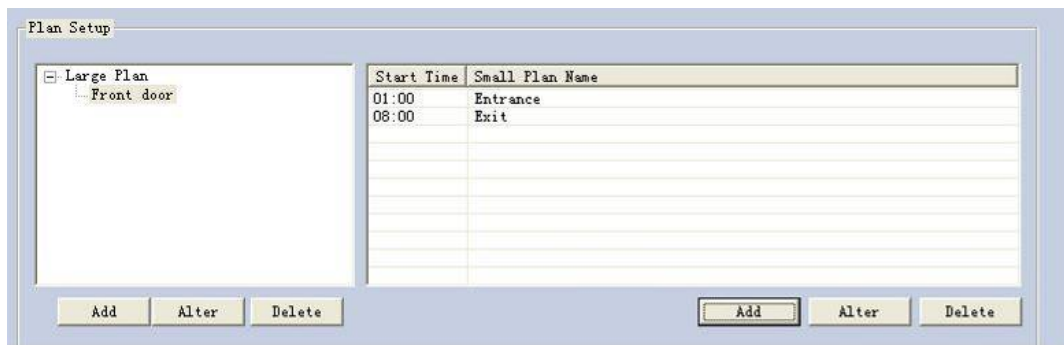 Plan Setup
Large Plan
Front door
Start Time Small Plan Name
01:00 Entrance
08:00 Exit
Add Alter Delete
Add Alter Delete